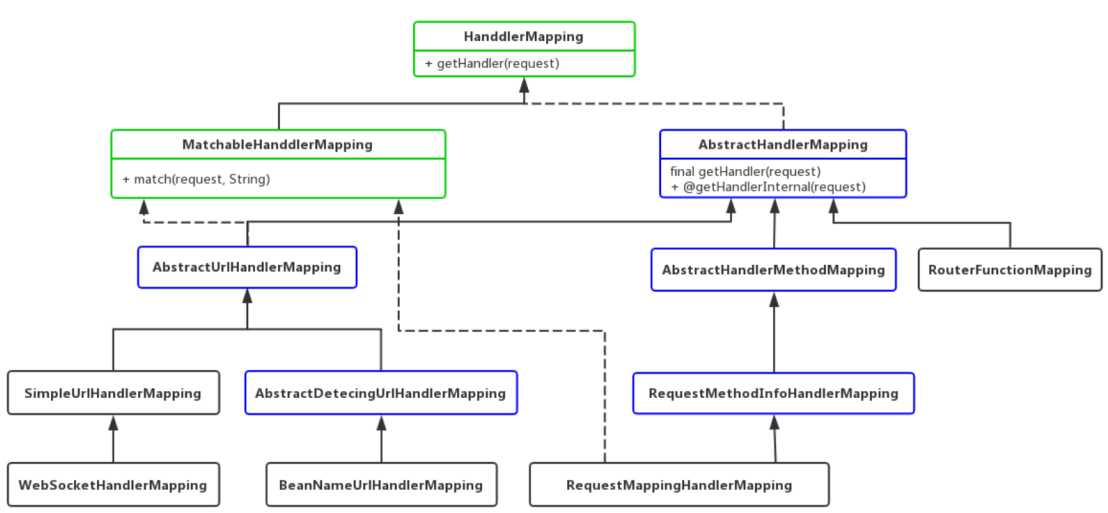 HanddlerMapping
+ getHandler(request)
MatchableHanddlerMapping
+ match(request, String)
AbstractHandlerMapping
final getHandler(request)
+ @getHandlerInternal(request)
AbstractUrlHandlerMapping
AbstractHandlerMethodMapping
RouterFunctionMapping
SimpleUrlHandlerMapping
AbstractDetecingUrlHandlerMapping
RequestMethodInfoHandlerMapping
WebSocketHandlerMapping
BeanNameUrlHandlerMapping
RequestMappingHandlerMapping